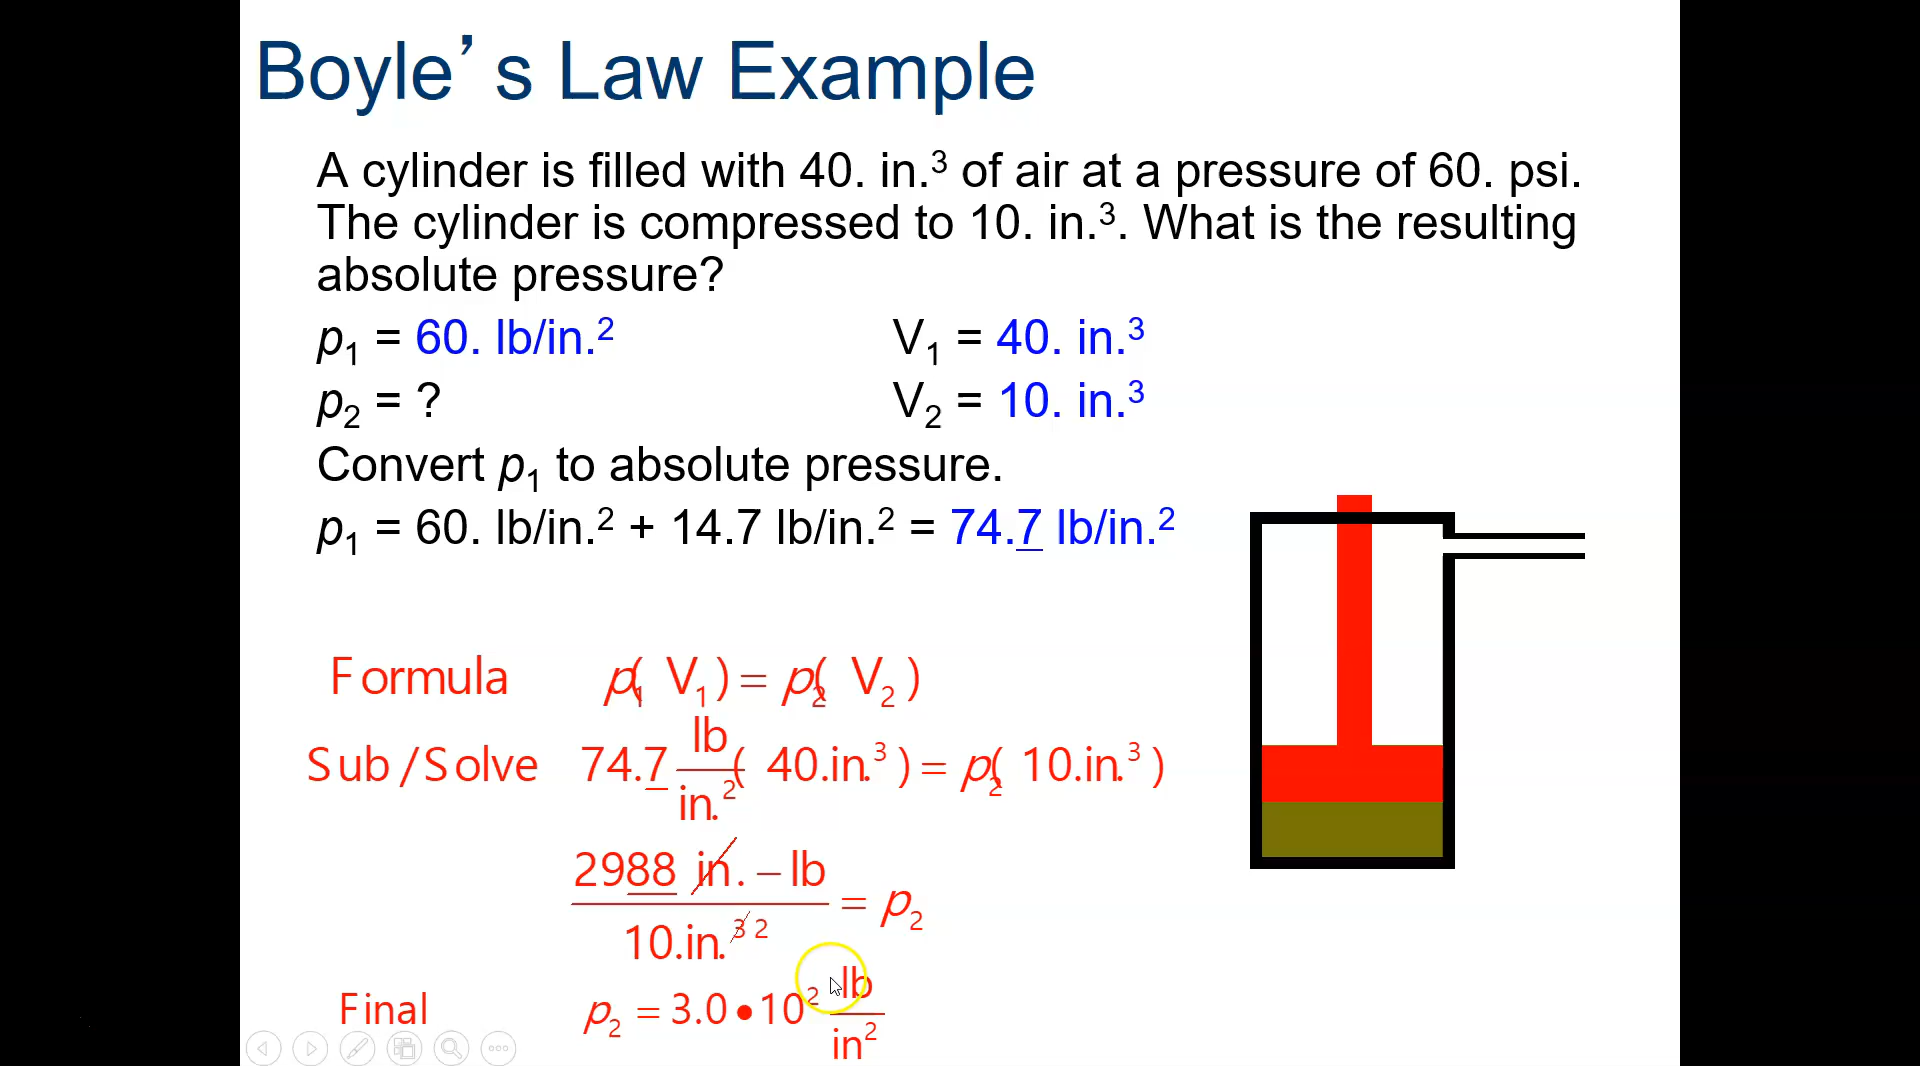 Boyle’s Law Example
A cylinder is filled with 40. in.³ of air at a pressure of 60. psi.
The cylinder is compressed to 10. in.³. What is the resulting
absolute pressure?
p₁ = 60. lb/in.² V₁ = 40. in.³
p₂ = ? V₂ = 10. in.³
Convert p₁ to absolute pressure.
p₁ = 60. lb/in.² + 14.7 lb/in.² = 74.7 lb/in.²
Formula p₁( V₁ ) = p₂( V₂ )
Sub/Solve 74.7 lb/in.² ( 40.in.³ ) = p₂( 10.in.³ )
2988 in. – lb / 10.in.³ ² = p₂
Final p₂ = 3.0 • 10² lb/in²